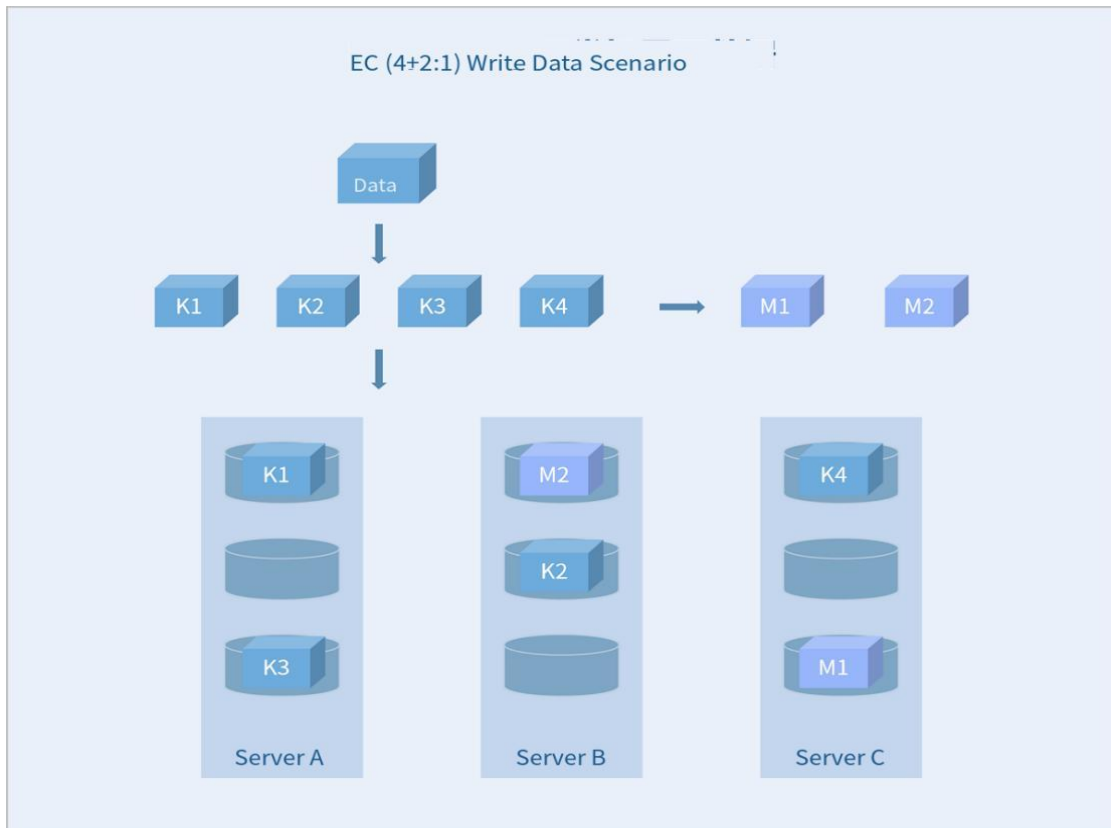 EC (4+2:1) Write Data Scenario
Data
K1 K2 K3 K4 M1 M2
K1 M2 K4
K2
K3 M1
Server A Server B Server C